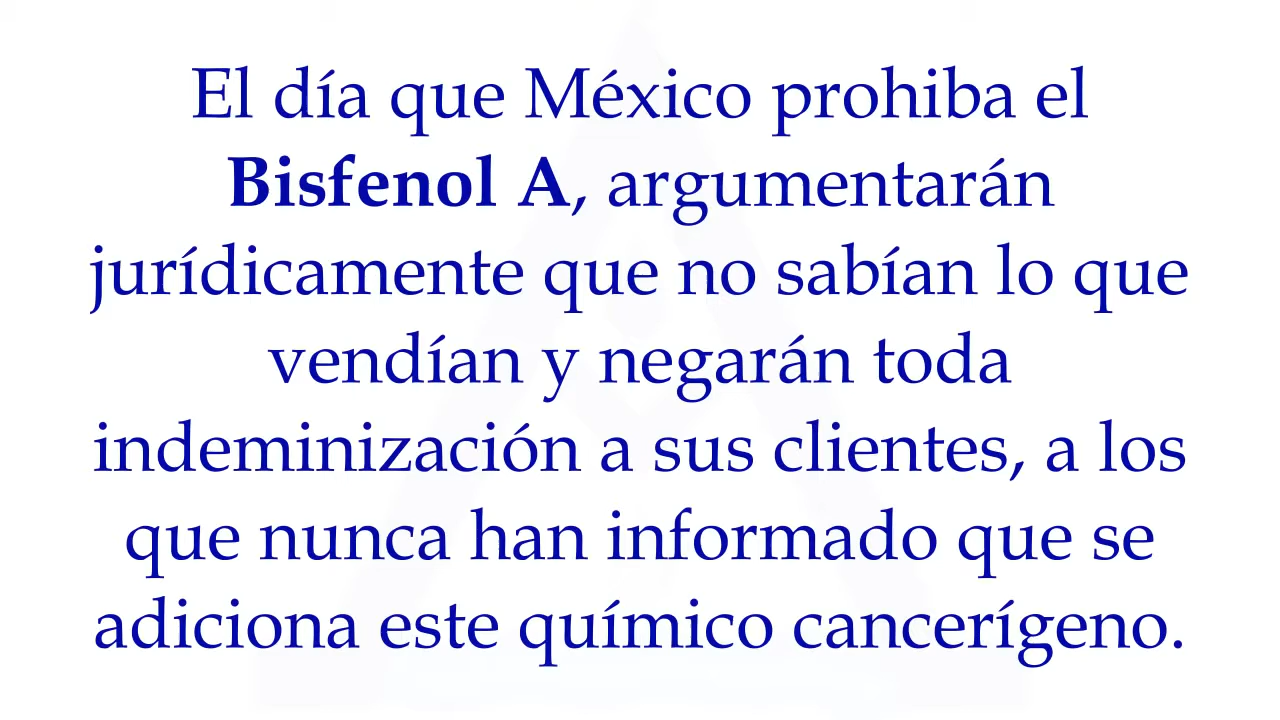 El día que México prohiba el
Bisfenol A, argumentarán
jurídicamente que no sabían lo que
vendían y negarán toda
indeminización a sus clientes, a los
que nunca han informado que se
adiciona este químico cancerígeno.